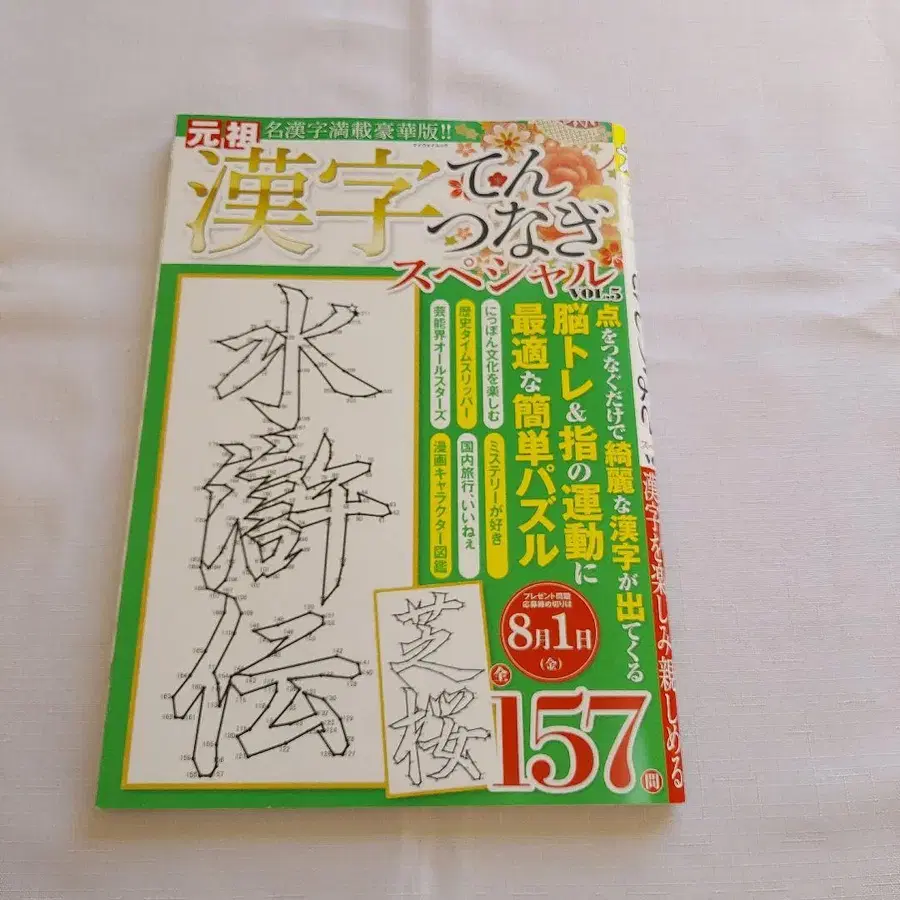 元祖
名漢字満載豪華版!!
漢字
てん
つなぎ
スペシャル
VOL.5
点をつなぐだけで綺麗な漢字が出てくる
脳トレ&指の運動に
最適な簡単パズル
にっぽん文化を楽しむ
歴史タイムスリッパー
芸能界オールスターズ
ミステリーが好き
国内旅行、いいねぇ
漫画キャラクター図鑑
水滸伝
芝桜
プレゼント問題
応募締め切りは
8月1日
(金)
全
157
問
漢字を楽しみ親しめる